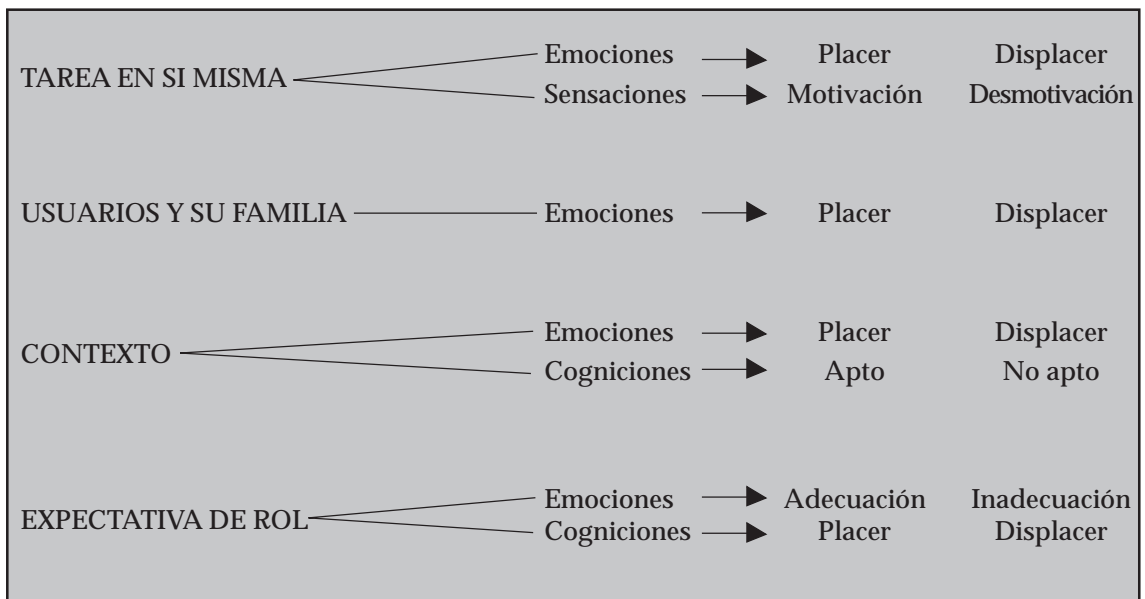 TAREA EN SI MISMA
Emociones Placer Displacer
Sensaciones Motivación Desmotivación
USUARIOS Y SU FAMILIA Emociones Placer Displacer
CONTEXTO
Emociones Placer Displacer
Cogniciones Apto No apto
EXPECTATIVA DE ROL
Emociones Adecuación Inadecuación
Cogniciones Placer Displacer